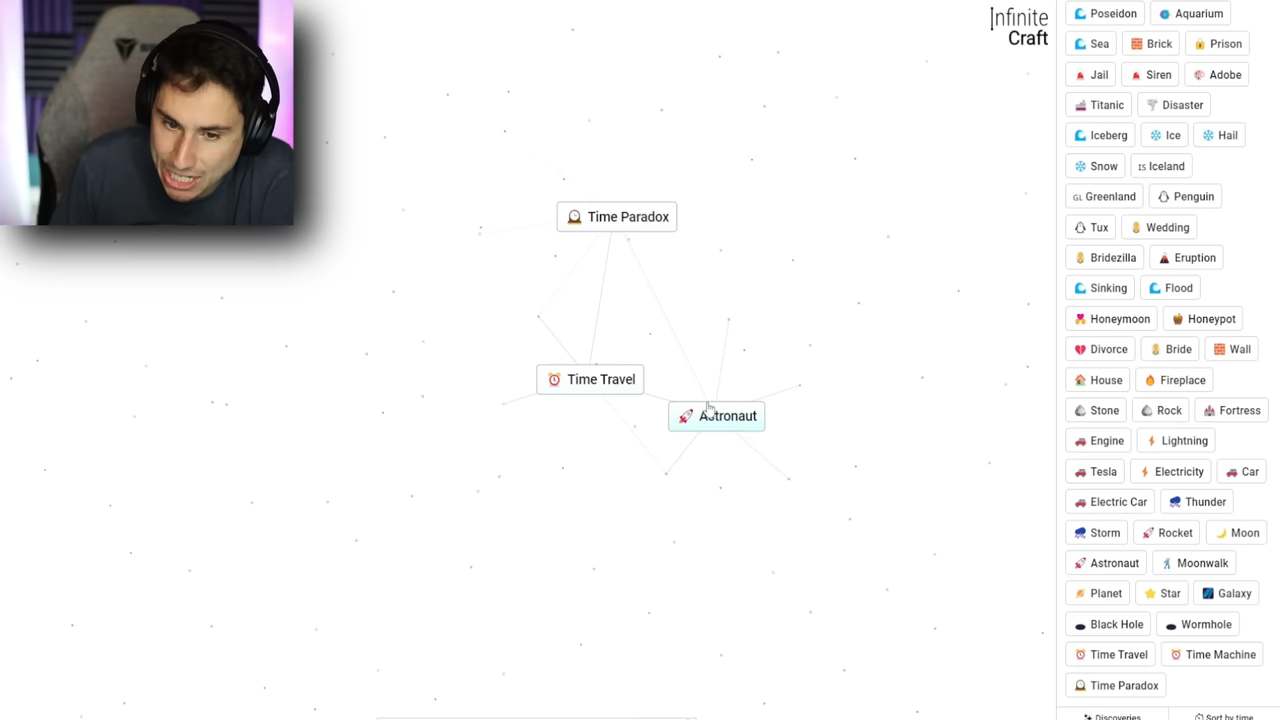 Infinite
Craft
Time Paradox
Time Travel
Astronaut
Poseidon Aquarium
Sea Brick Prison
Jail Siren Adobe
Titanic Disaster
Iceberg Ice Hail
Snow IS Iceland
GL Greenland Penguin
Tux Wedding
Bridezilla Eruption
Sinking Flood
Honeymoon Honeypot
Divorce Bride Wall
House Fireplace
Stone Rock Fortress
Engine Lightning
Tesla Electricity Car
Electric Car Thunder
Storm Rocket Moon
Astronaut Moonwalk
Planet Star Galaxy
Black Hole Wormhole
Time Travel Time Machine
Time Paradox
Discoveries Sort by time